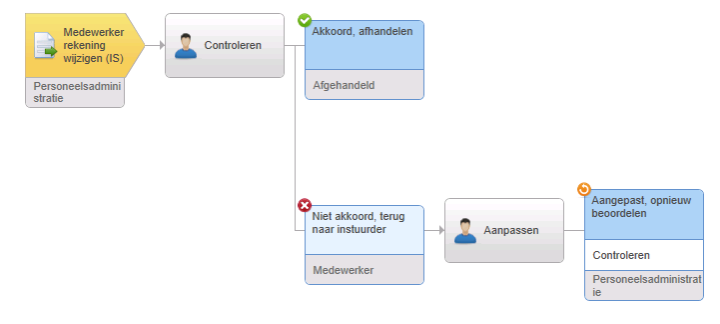 Medewerker
rekening
wijzigen (IS)
Personeelsadmini
stratie
Controleren
Akkoord, afhandelen
Afgehandeld
Niet akkoord, terug
naar instuurder
Medewerker
Aanpassen
Aangepast, opnieuw
beoordelen
Controleren
Personeelsadministrat
ie